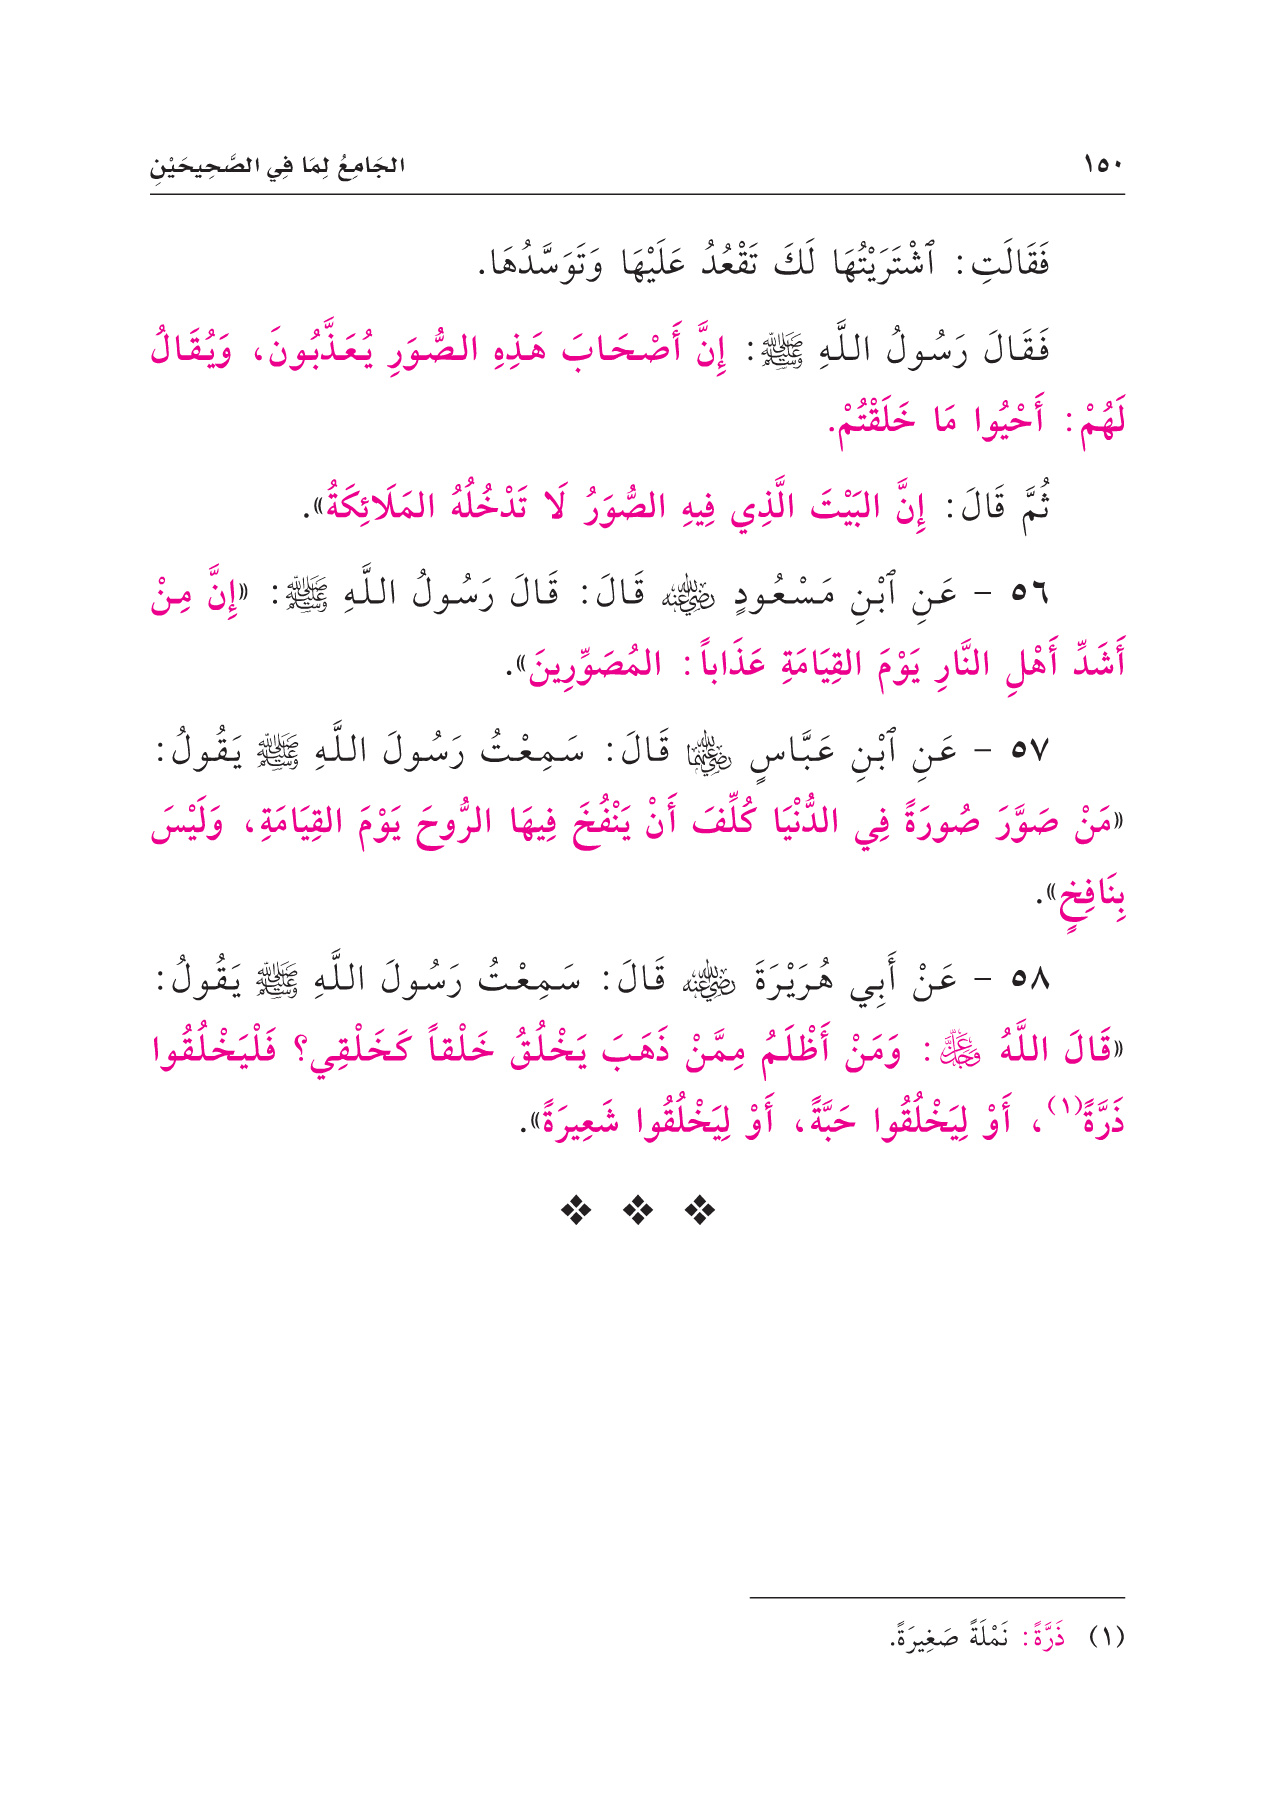 ١٥٠ الجَامِعُ لِمَا فِي الصَّحِيحَيْنِ
فَقَالَتِ: ٱشْتَرَيْتُهَا لَكَ تَقْعُدُ عَلَيْهَا وَتَوَسَّدُهَا.
فَقَالَ رَسُولُ اللَّهِ ﷺ: إِنَّ أَصْحَابَ هَذِهِ الصُّوَرِ يُعَذَّبُونَ، وَيُقَالُ
لَهُمْ: أَحْيُوا مَا خَلَقْتُمْ.
ثُمَّ قَالَ: إِنَّ البَيْتَ الَّذِي فِيهِ الصُّوَرُ لَا تَدْخُلُهُ المَلَائِكَةُ».
٥٦ - عَنِ ٱبْنِ مَسْعُودٍ رضي الله عنه قَالَ: قَالَ رَسُولُ اللَّهِ ﷺ: «إِنَّ مِنْ
أَشَدِّ أَهْلِ النَّارِ يَوْمَ القِيَامَةِ عَذَاباً: المُصَوِّرِينَ».
٥٧ - عَنِ ٱبْنِ عَبَّاسٍ رضي الله عنهما قَالَ: سَمِعْتُ رَسُولَ اللَّهِ ﷺ يَقُولُ:
«مَنْ صَوَّرَ صُورَةً فِي الدُّنْيَا كُلِّفَ أَنْ يَنْفُخَ فِيهَا الرُّوحَ يَوْمَ القِيَامَةِ، وَلَيْسَ
بِنَافِخٍ».
٥٨ - عَنْ أَبِي هُرَيْرَةَ رضي الله عنه قَالَ: سَمِعْتُ رَسُولَ اللَّهِ ﷺ يَقُولُ:
«قَالَ اللَّهُ عز وجل: وَمَنْ أَظْلَمُ مِمَّنْ ذَهَبَ يَخْلُقُ خَلْقاً كَخَلْقِي؟ فَلْيَخْلُقُوا
ذَرَّةً(١)، أَوْ لِيَخْلُقُوا حَبَّةً، أَوْ لِيَخْلُقُوا شَعِيرَةً».
(١) ذَرَّةً: نَمْلَةً صَغِيرَةً.